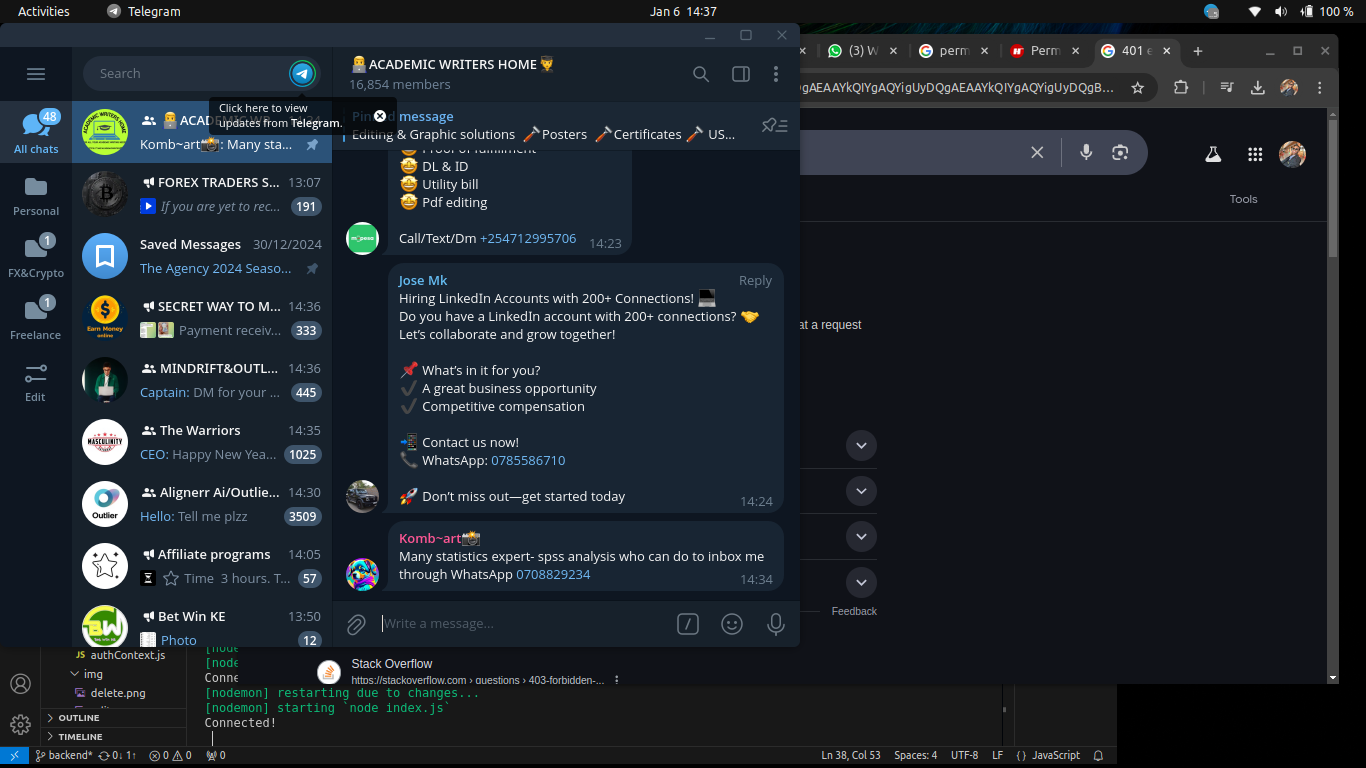 Activities
Telegram
Jan 6 14:37
100 %
Search
Click here to view
updates from Telegram.
48
All chats
Personal
1
FX&Crypto
1
Freelance
Edit
Komb~art📸: Many sta...
FOREX TRADERS S... 13:07
If you are yet to rec... 191
Saved Messages 30/12/2024
The Agency 2024 Seaso...
SECRET WAY TO M... 14:36
Payment receiv... 333
MINDRIFT&OUTL... 14:36
Captain: DM for your ... 445
The Warriors 14:35
CEO: Happy New Yea... 1025
Alignerr Ai/Outlie... 14:30
Hello: Tell me plzz 3509
Affiliate programs 14:05
Time 3 hours. T... 57
Bet Win KE 13:50
Photo 12
👨‍💻ACADEMIC WRITERS HOME👨‍🎓
16,854 members
message
Editing & Graphic solutions 🔨Posters 🔨Certificates 🔨 US...
🤩 Proof of fulfillment
🤩 DL & ID
🤩 Utility bill
🤩 Pdf editing
Call/Text/Dm +254712995706 14:23
Jose Mk Reply
Hiring LinkedIn Accounts with 200+ Connections! 💻
Do you have a LinkedIn account with 200+ connections? 🤝
Let's collaborate and grow together!
📌 What's in it for you?
✔ A great business opportunity
✔ Competitive compensation
📲 Contact us now!
📞 WhatsApp: 0785586710
🚀 Don't miss out—get started today 14:24
Komb~art📸
Many statistics expert- spss analysis who can do to inbox me
through WhatsApp 0708829234 14:34
Write a message...
(3) W
perm
Perm
401 e
gAEAAYkQIYgAQYigUyDQgAEAAYkQIYgAQYigUyDQgB...
Tools
at a request
Feedback
Stack Overflow
https://stackoverflow.com › questions › 403-forbidden-...
JS authContext.js
img
delete.png
OUTLINE
TIMELINE
[node
[node
Conne
[nodemon] restarting due to changes...
[nodemon] starting `node index.js`
Connected!
backend* 0↓ 1↑ 0 0 0
Ln 38, Col 53 Spaces: 4 UTF-8 LF {} JavaScript